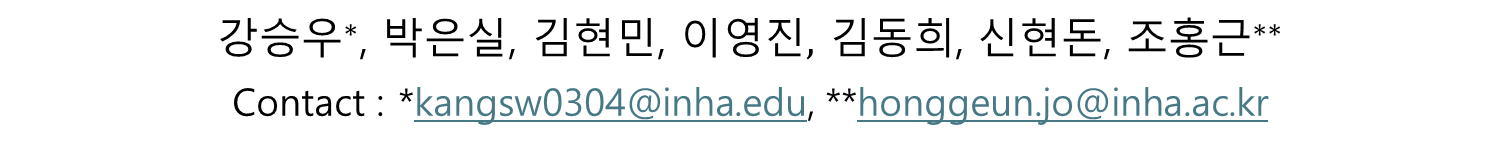 강승우*, 박은실, 김현민, 이영진, 김동희, 신현돈, 조홍근**
Contact : *kangsw0304@inha.edu, **honggeun.jo@inha.ac.kr